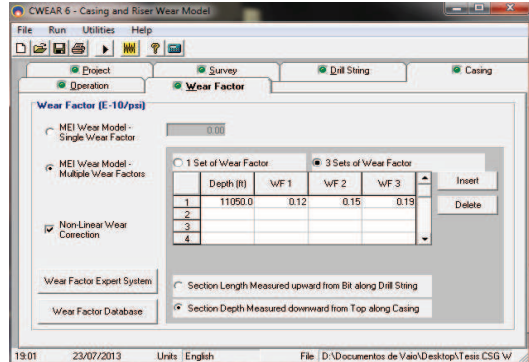 CWEAR 6 - Casing and Riser Wear Model
File Run Utilities Help
Project Survey Drill String Casing
Operation Wear Factor
Wear Factor (E-10/psi)
MEI Wear Model - Single Wear Factor
0.00
MEI Wear Model - Multiple Wear Factors
1 Set of Wear Factor 3 Sets of Wear Factor
Depth (ft) WF 1 WF 2 WF 3
1 11050.0 0.12 0.15 0.19
2
3
4
Insert
Delete
Non-Linear Wear Correction
Wear Factor Expert System
Wear Factor Database
Section Length Measured upward from Bit along Drill String
Section Depth Measured downward from Top along Casing
19:01 23/07/2013 Units English File D:\Documentos de Vaio\Desktop\Tesis CSG W